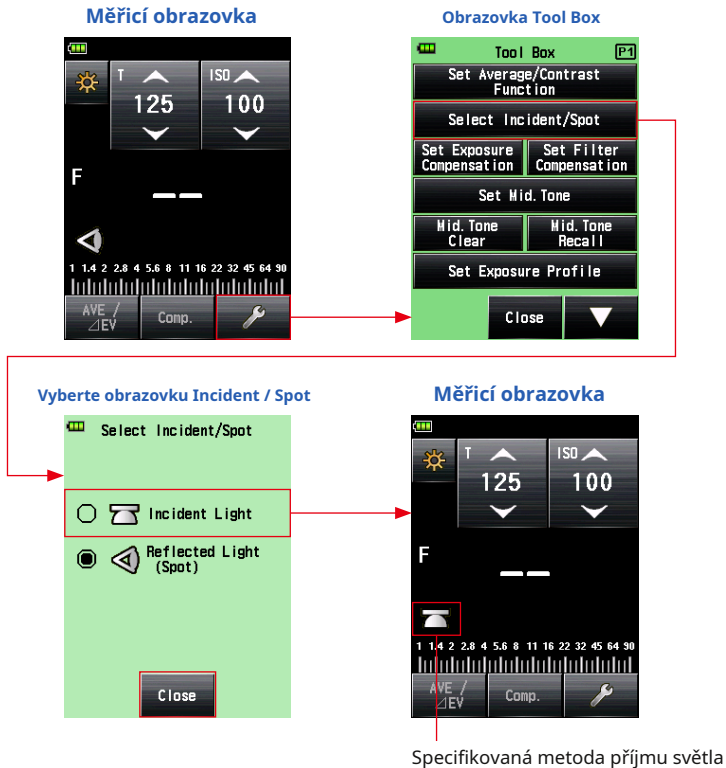 Měřicí obrazovka
T
ISO
125
100
F
1 1.4 2 2.8 4 5.6 8 11 16 22 32 45 64 90
AVE /
⊿EV
Comp.
Obrazovka Tool Box
Tool Box
P1
Set Average/Contrast
Function
Select Incident/Spot
Set Exposure
Compensation
Set Filter
Compensation
Set Mid. Tone
Mid. Tone
Clear
Mid. Tone
Recall
Set Exposure Profile
Close
Vyberte obrazovku Incident / Spot
Select Incident/Spot
Incident Light
Reflected Light
(Spot)
Close
Měřicí obrazovka
T
ISO
125
100
F
1 1.4 2 2.8 4 5.6 8 11 16 22 32 45 64 90
AVE /
⊿EV
Comp.
Specifikovaná metoda příjmu světla